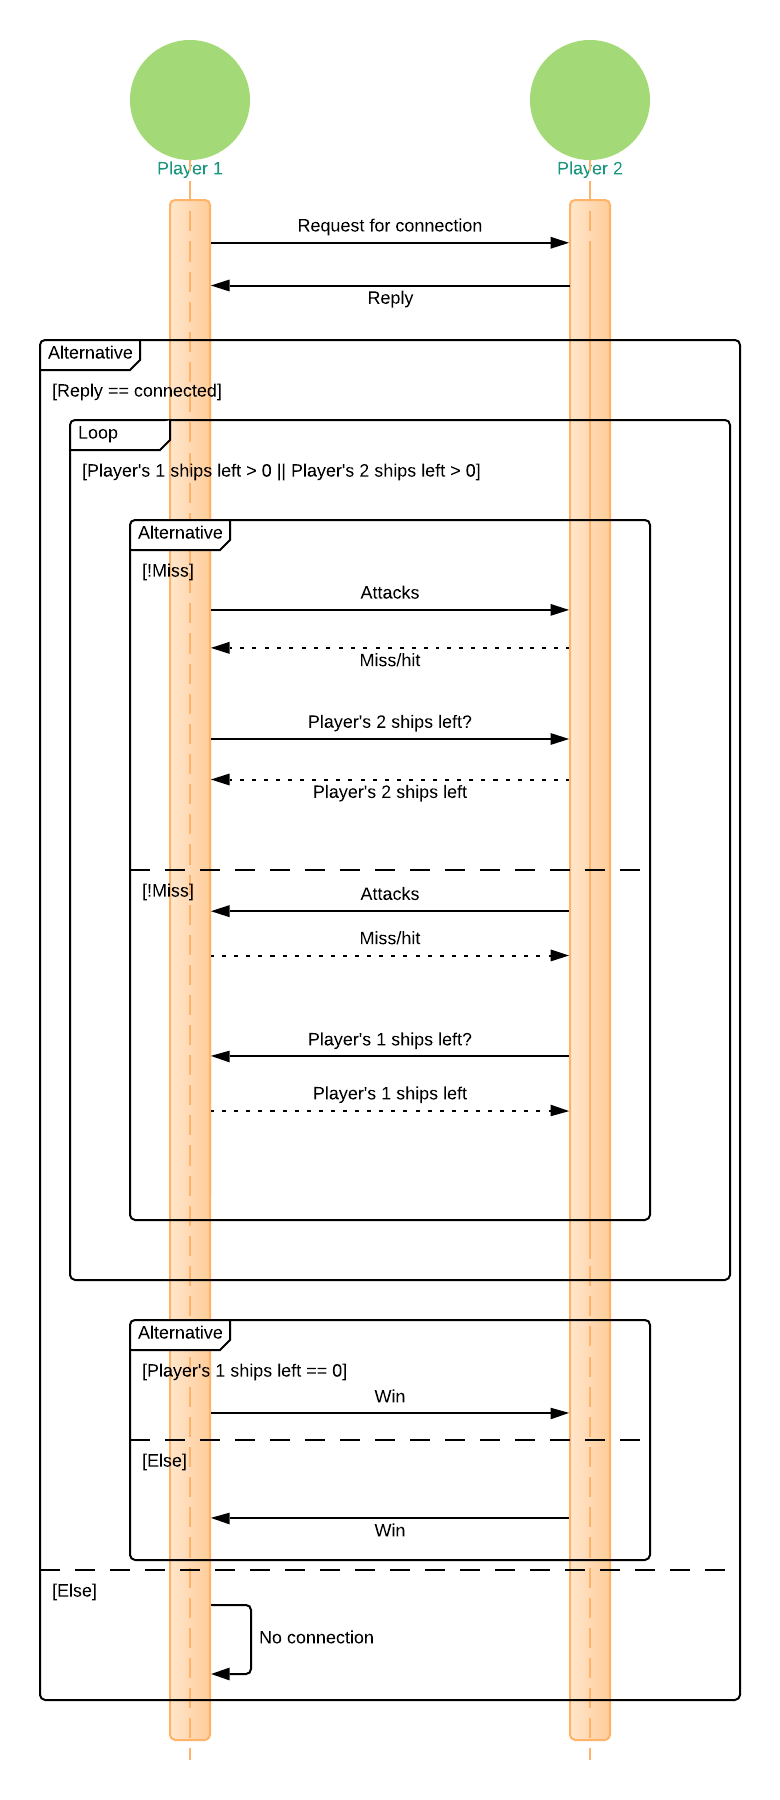 Player 1
Player 2
Request for connection
Reply
Alternative
[Reply == connected]
Loop
[Player's 1 ships left > 0 || Player's 2 ships left > 0]
Alternative
[!Miss]
Attacks
Miss/hit
Player's 2 ships left?
Player's 2 ships left
[!Miss]
Attacks
Miss/hit
Player's 1 ships left?
Player's 1 ships left
Alternative
[Player's 1 ships left == 0]
Win
[Else]
Win
[Else]
No connection